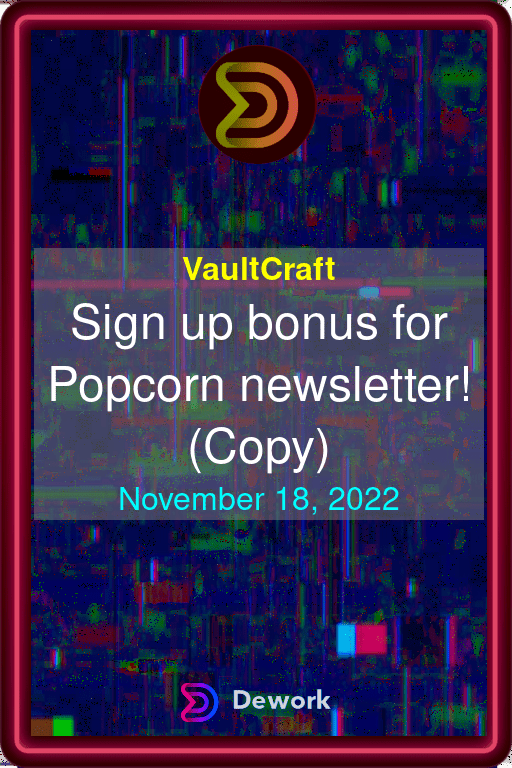 VaultCraft
Sign up bonus for
Popcorn newsletter!
(Copy)
November 18, 2022
Dework